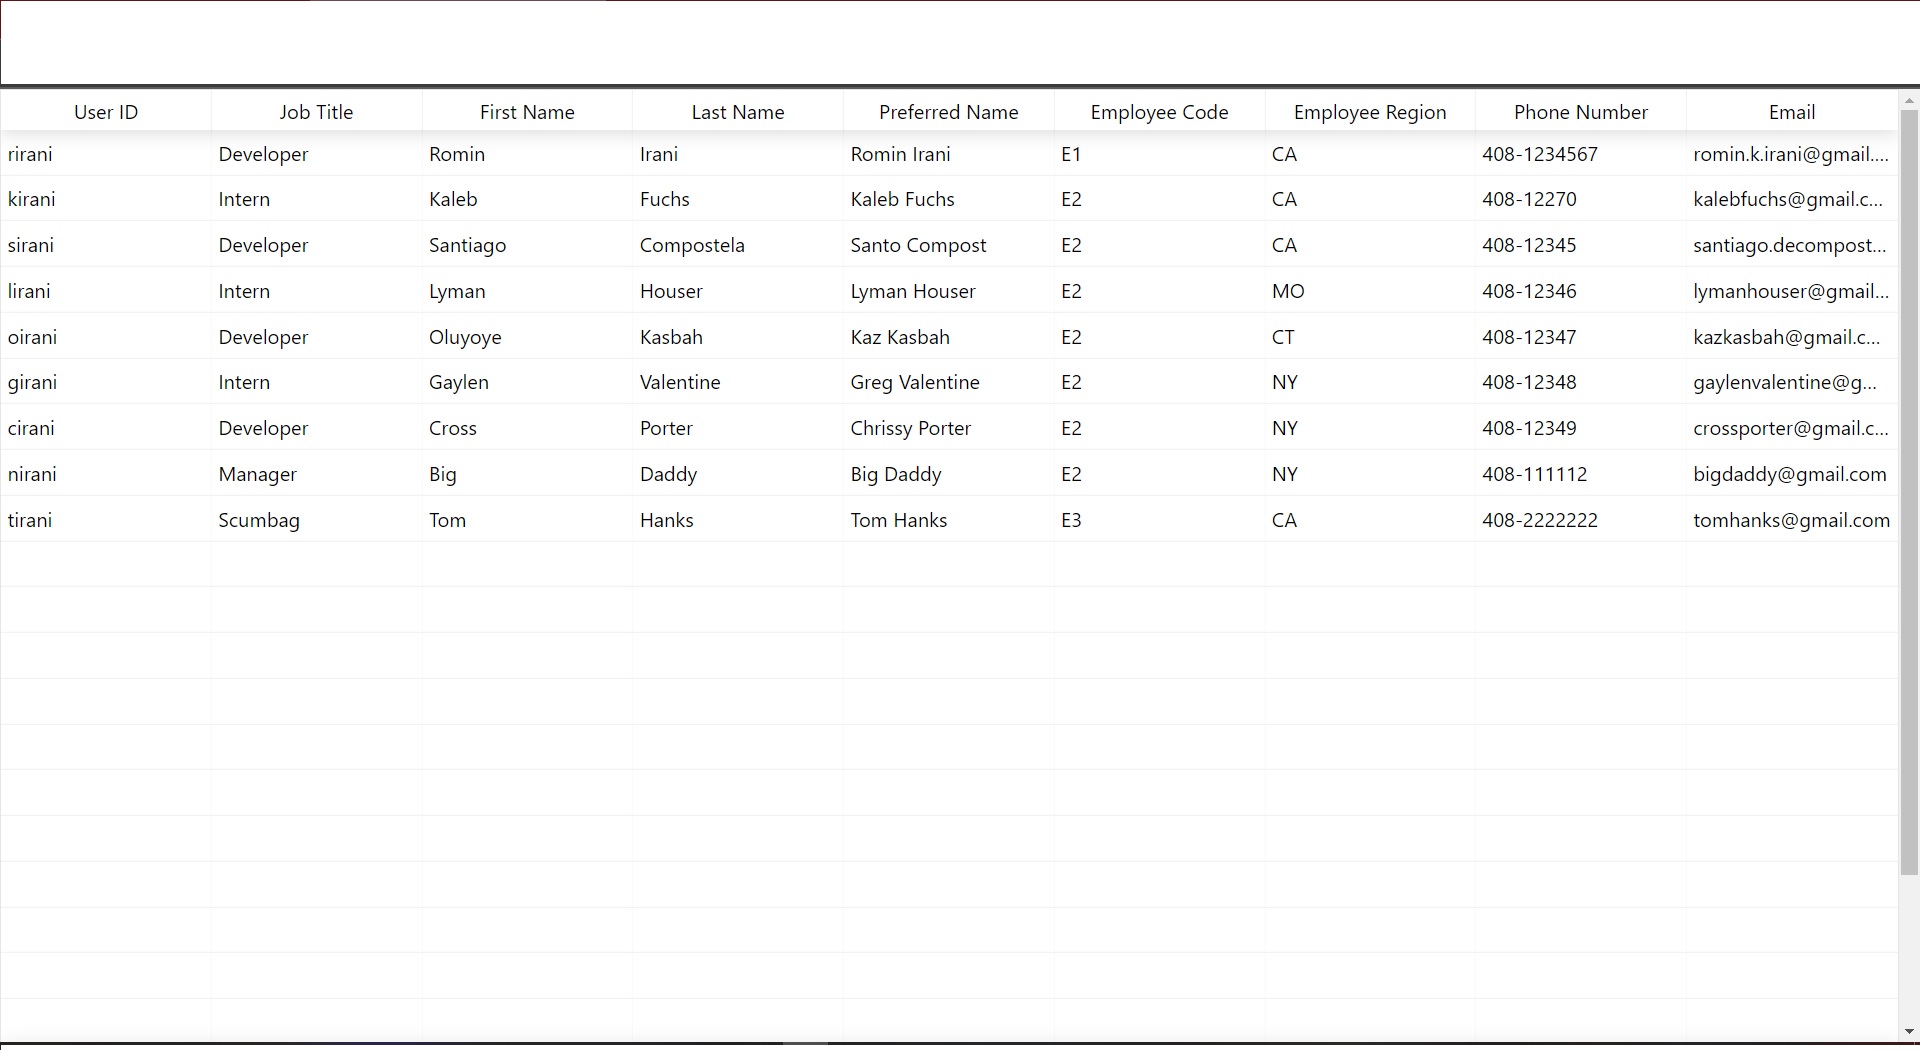 User ID Job Title First Name Last Name Preferred Name Employee Code Employee Region Phone Number Email
rirani Developer Romin Irani Romin Irani E1 CA 408-1234567 romin.k.irani@gmail....
kirani Intern Kaleb Fuchs Kaleb Fuchs E2 CA 408-12270 kalebfuchs@gmail.c...
sirani Developer Santiago Compostela Santo Compost E2 CA 408-12345 santiago.decompost...
lirani Intern Lyman Houser Lyman Houser E2 MO 408-12346 lymanhouser@gmail...
oirani Developer Oluyoye Kasbah Kaz Kasbah E2 CT 408-12347 kazkasbah@gmail.c...
girani Intern Gaylen Valentine Greg Valentine E2 NY 408-12348 gaylenvalentine@g...
cirani Developer Cross Porter Chrissy Porter E2 NY 408-12349 crossporter@gmail.c...
nirani Manager Big Daddy Big Daddy E2 NY 408-111112 bigdaddy@gmail.com
tirani Scumbag Tom Hanks Tom Hanks E3 CA 408-2222222 tomhanks@gmail.com